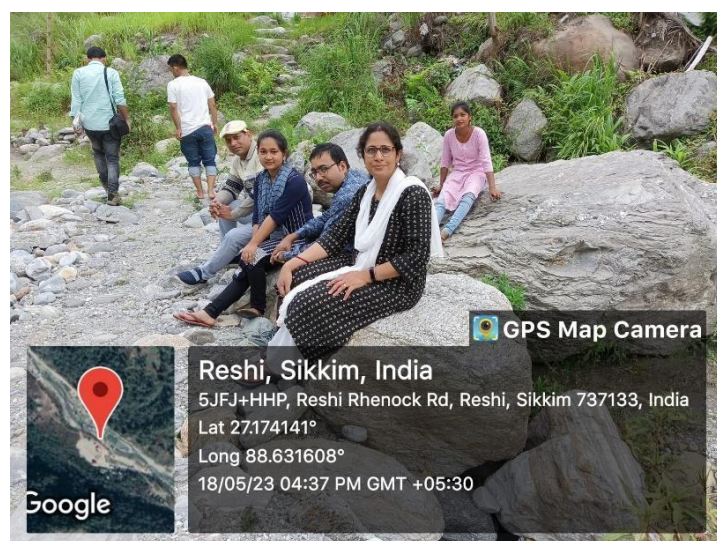 GPS Map Camera
Reshi, Sikkim, India
5JFJ+HHP, Reshi Rhenock Rd, Reshi, Sikkim 737133, India
Lat 27.174141°
Long 88.631608°
18/05/23 04:37 PM GMT +05:30
Google